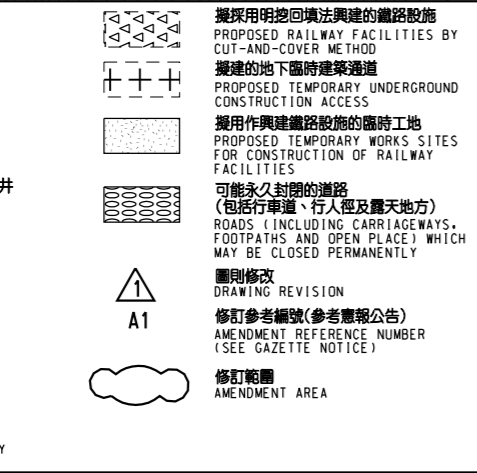 擬採用明挖回填法興建的鐵路設施
PROPOSED RAILWAY FACILITIES BY
CUT-AND-COVER METHOD
擬建的地下臨時建築通道
PROPOSED TEMPORARY UNDERGROUND
CONSTRUCTION ACCESS
擬用作興建鐵路設施的臨時工地
PROPOSED TEMPORARY WORKS SITES
FOR CONSTRUCTION OF RAILWAY
FACILITIES
井
可能永久封閉的道路
(包括行車道、行人徑及露天地方)
ROADS (INCLUDING CARRIAGEWAYS,
FOOTPATHS AND OPEN PLACE) WHICH
MAY BE CLOSED PERMANENTLY
1
圖則修改
DRAWING REVISION
A1
修訂參考編號(參考憲報公告)
AMENDMENT REFERENCE NUMBER
(SEE GAZETTE NOTICE)
修訂範圍
AMENDMENT AREA
Y